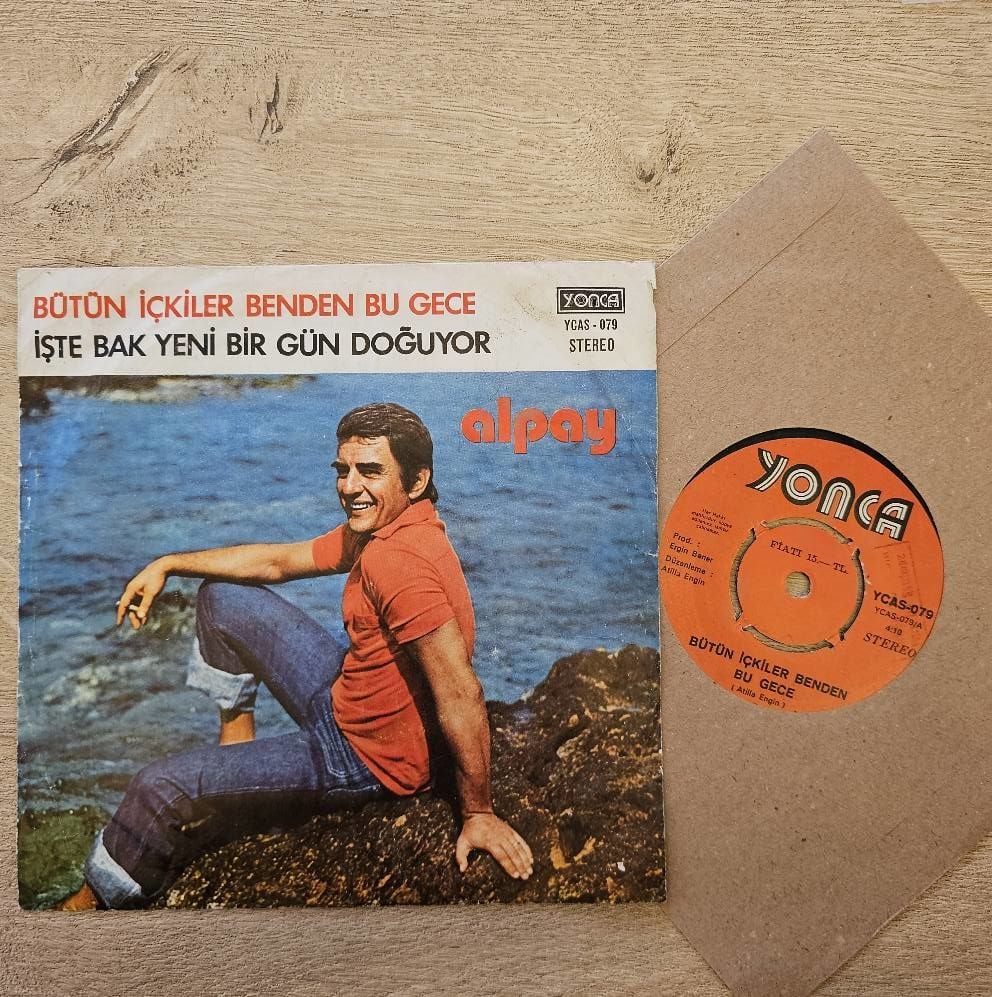 BÜTÜN İÇKİLER BENDEN BU GECE
İŞTE BAK YENİ BİR GÜN DOĞUYOR
YONCA
YCAS - 079
STEREO
alpay
YONCA
Prod. :
Ergin Bener
Düzenleme :
Atilla Engin
FİATI 15.— TL.
YCAS-079
YCAS-079/A
4:10
STEREO
BÜTÜN İÇKİLER BENDEN
BU GECE
( Atilla Engin )